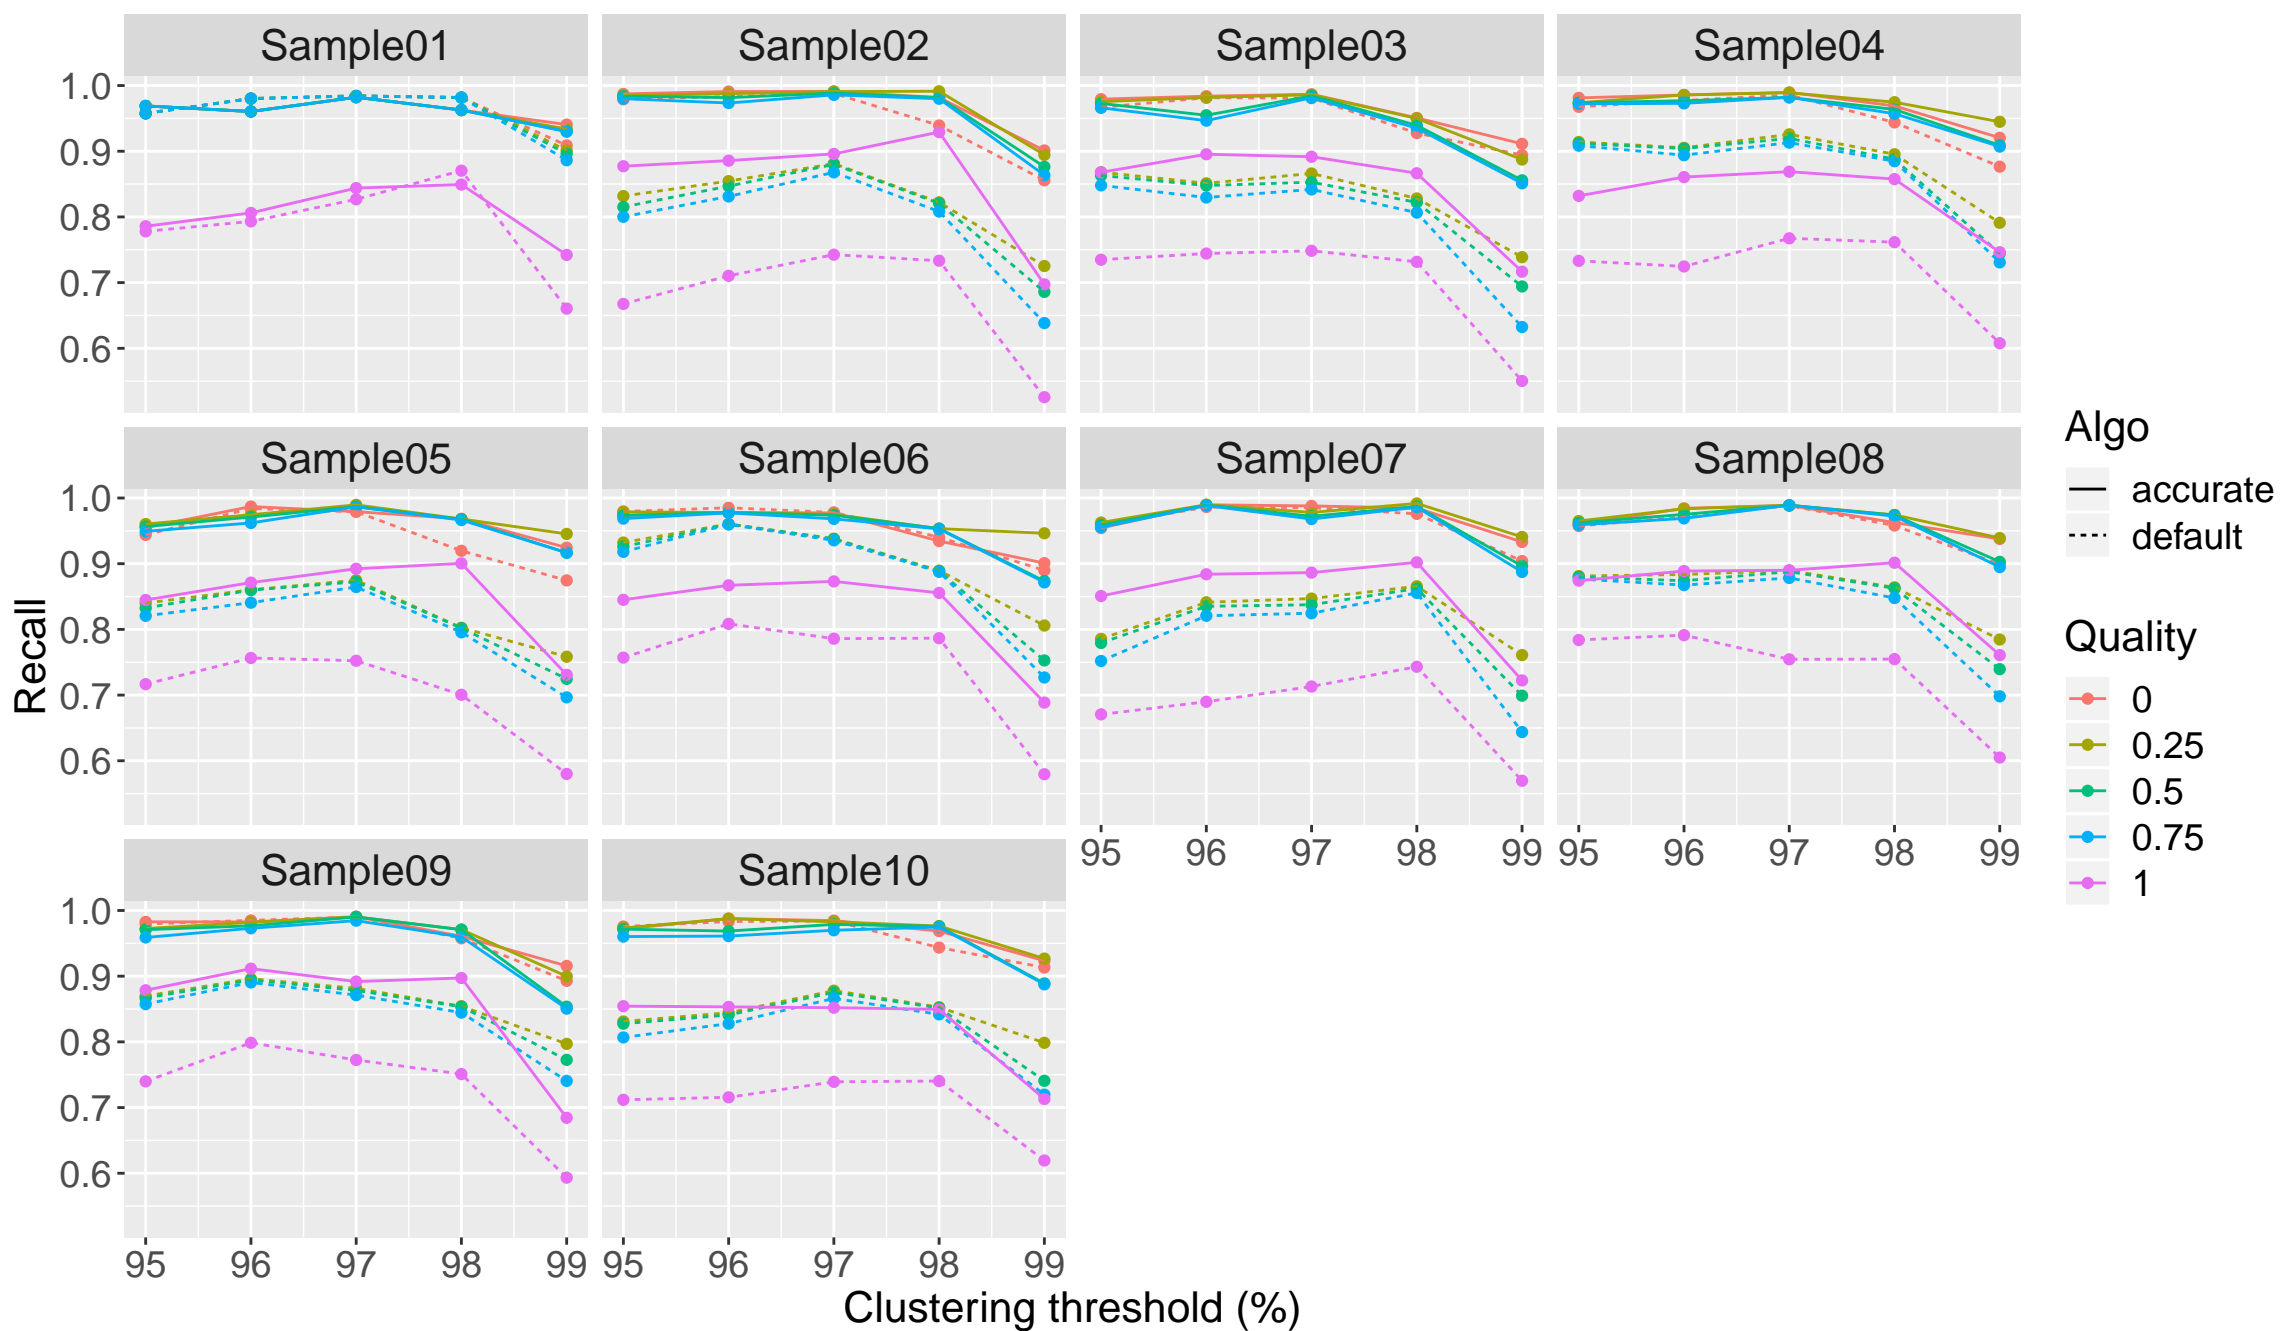 Sample01 Sample02 Sample03 Sample04
1.0
0.9
0.8
0.7
0.6
Sample05 Sample06 Sample07 Sample08
1.0
0.9
0.8
0.7
0.6
95 96 97 98 99 95 96 97 98 99
Sample09 Sample10
1.0
0.9
0.8
0.7
0.6
95 96 97 98 99 95 96 97 98 99
Clustering threshold (%)
Recall
Algo
accurate
default
Quality
0
0.25
0.5
0.75
1